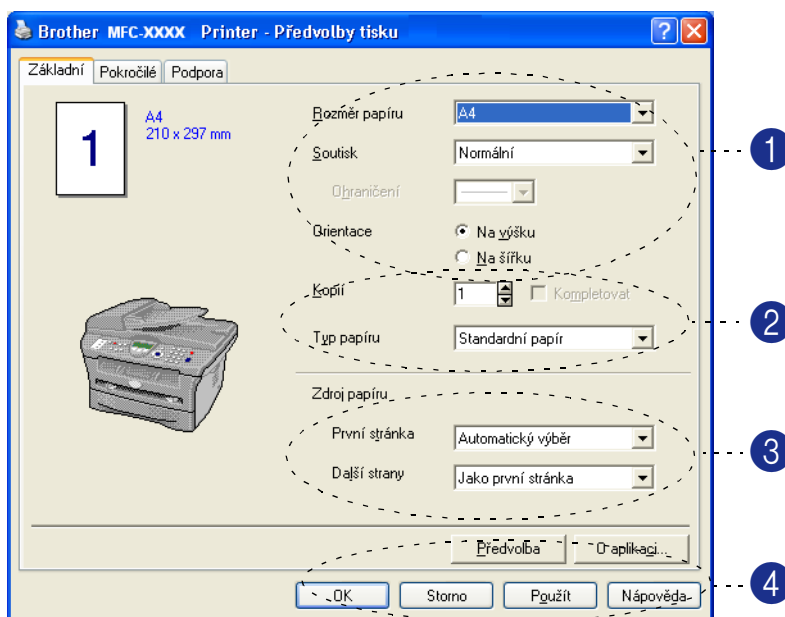 Brother MFC-XXXX Printer - Předvolby tisku
Základní Pokročilé Podpora
1
A4
210 x 297 mm
Rozměr papíru A4
Soutisk Normální
Ohraničení
Orientace Na výšku
Na šířku
1
Kopií 1 Kompletovat
Typ papíru Standardní papír
2
Zdroj papíru
První stránka Automatický výběr
Další strany Jako první stránka
3
Předvolba O aplikaci...
OK Storno Použít Nápověda
4